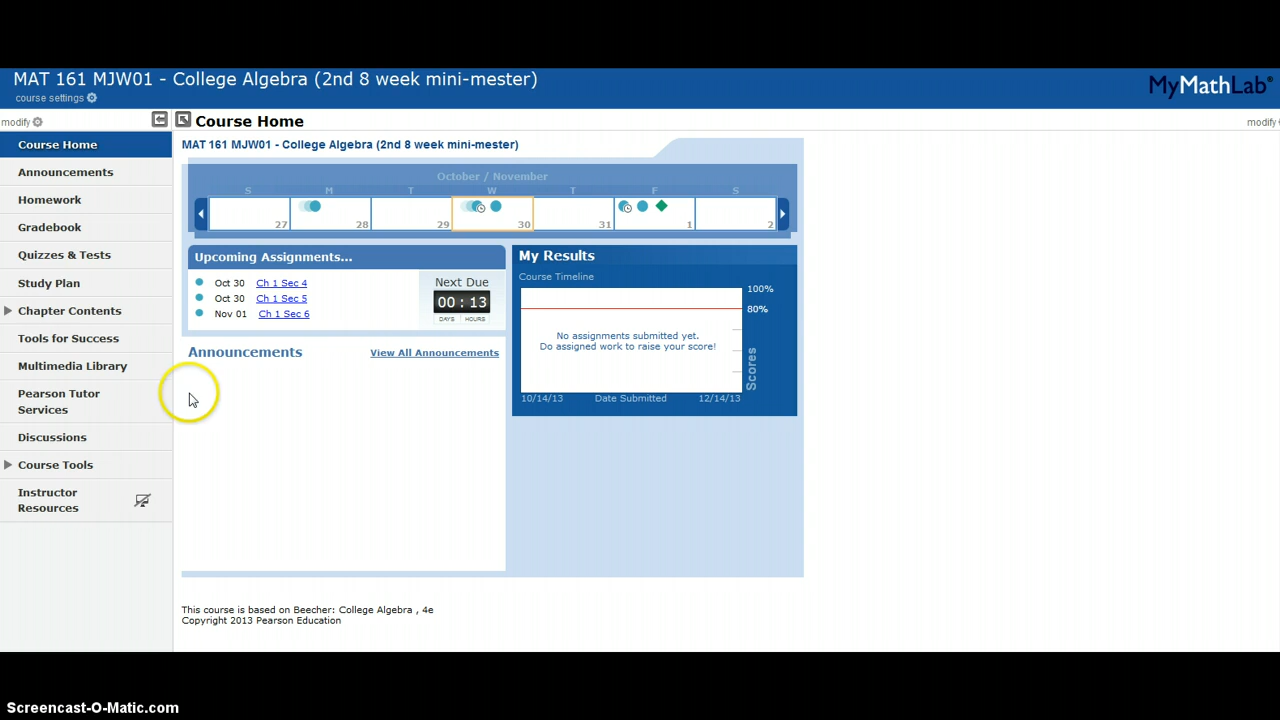 MAT 161 MJW01 - College Algebra (2nd 8 week mini-mester)
course settings
MyMathLab®
modify
Course Home
modify
Course Home
Announcements
Homework
Gradebook
Quizzes & Tests
Study Plan
Chapter Contents
Tools for Success
Multimedia Library
Pearson Tutor
Services
Discussions
Course Tools
Instructor
Resources
MAT 161 MJW01 - College Algebra (2nd 8 week mini-mester)
October / November
S M T W T F S
27 28 29 30 31 1 2
Upcoming Assignments...
Oct 30 Ch 1 Sec 4
Oct 30 Ch 1 Sec 5
Nov 01 Ch 1 Sec 6
Next Due
00 : 13
DAYS HOURS
My Results
Course Timeline
100%
80%
No assignments submitted yet.
Do assigned work to raise your score!
Scores
10/14/13 Date Submitted 12/14/13
Announcements
View All Announcements
This course is based on Beecher: College Algebra , 4e
Copyright 2013 Pearson Education
Screencast-O-Matic.com